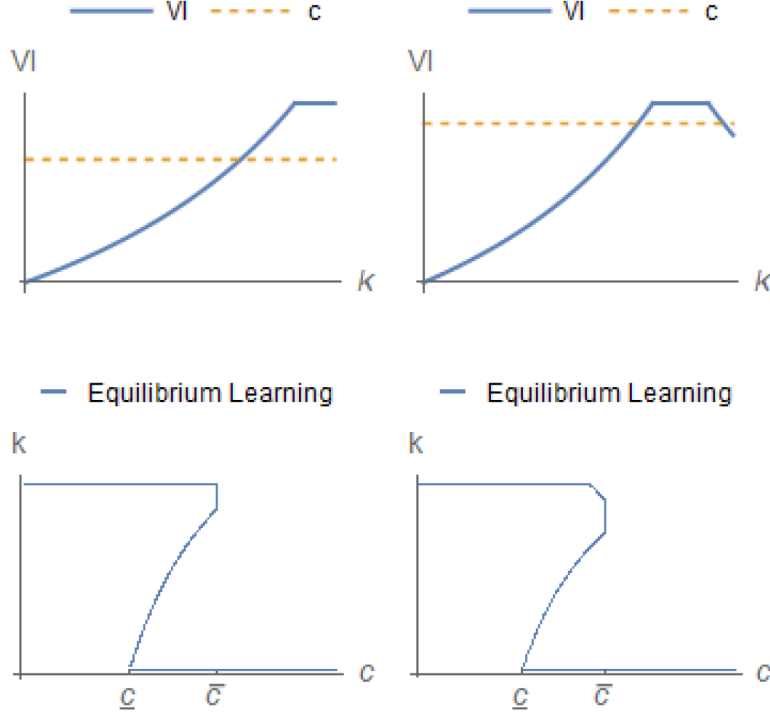 VI c VI c
VI VI
k k
Equilibrium Learning Equilibrium Learning
k k
c c̅ c c c̅ c